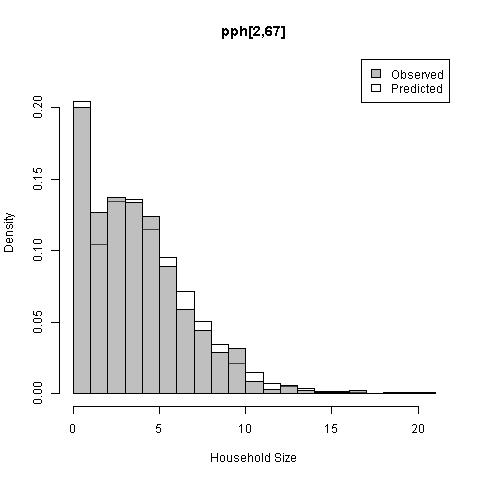 pph[2,67]
Observed
Predicted
0.20
0.15
0.10
0.05
0.00
Density
0 5 10 15 20
Household Size